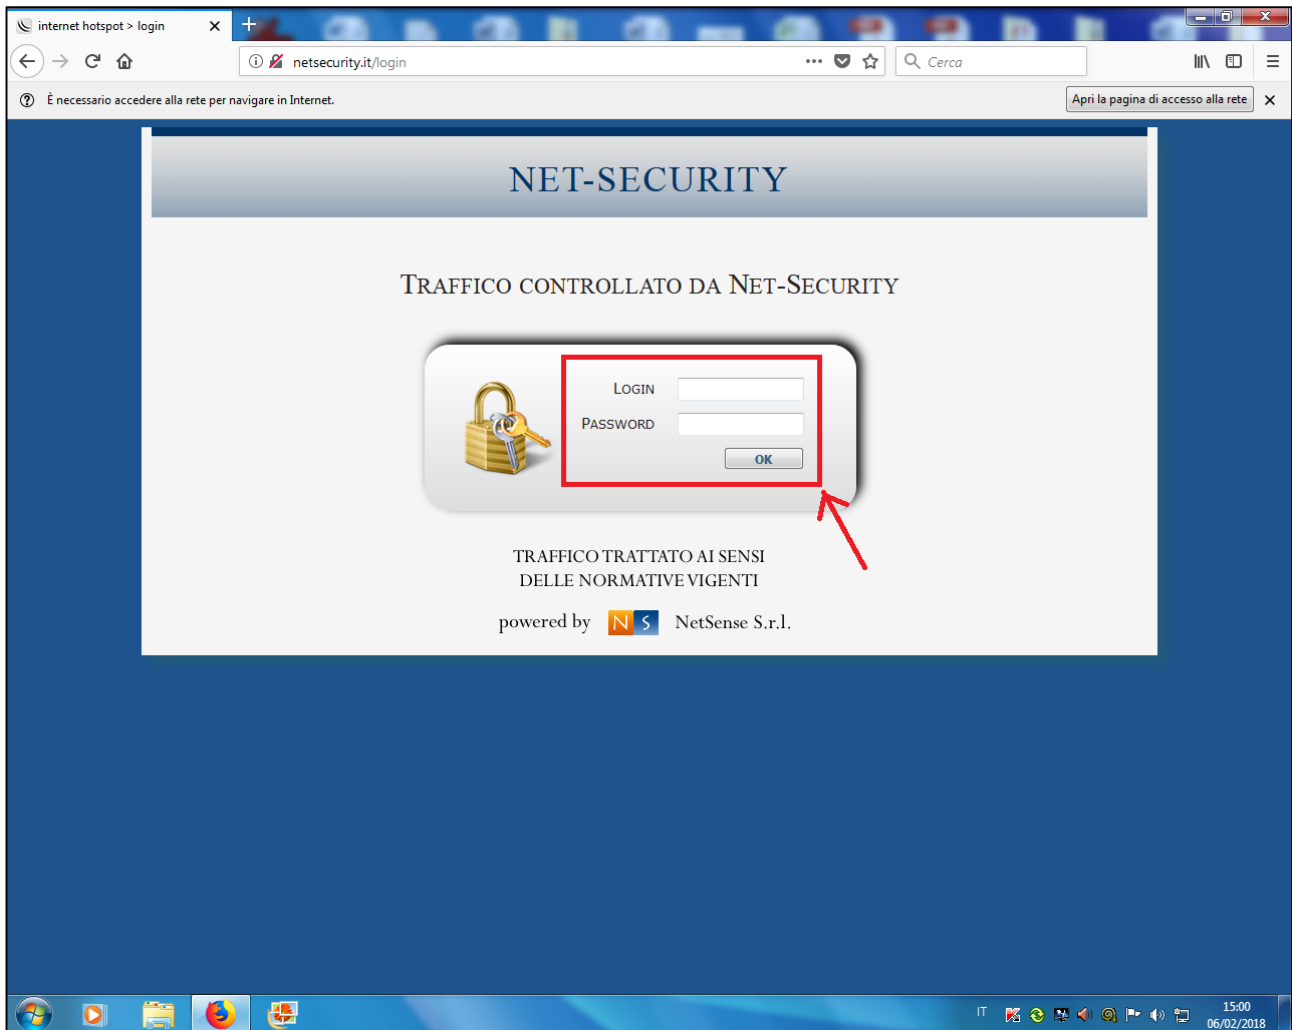 internet hotspot > login
netsecurity.it/login
Cerca
È necessario accedere alla rete per navigare in Internet.
Apri la pagina di accesso alla rete
NET-SECURITY
Traffico controllato da Net-Security
Login
Password
OK
TRAFFICO TRATTATO AI SENSI
DELLE NORMATIVE VIGENTI
powered by NS NetSense S.r.l.
IT
15:00
06/02/2018